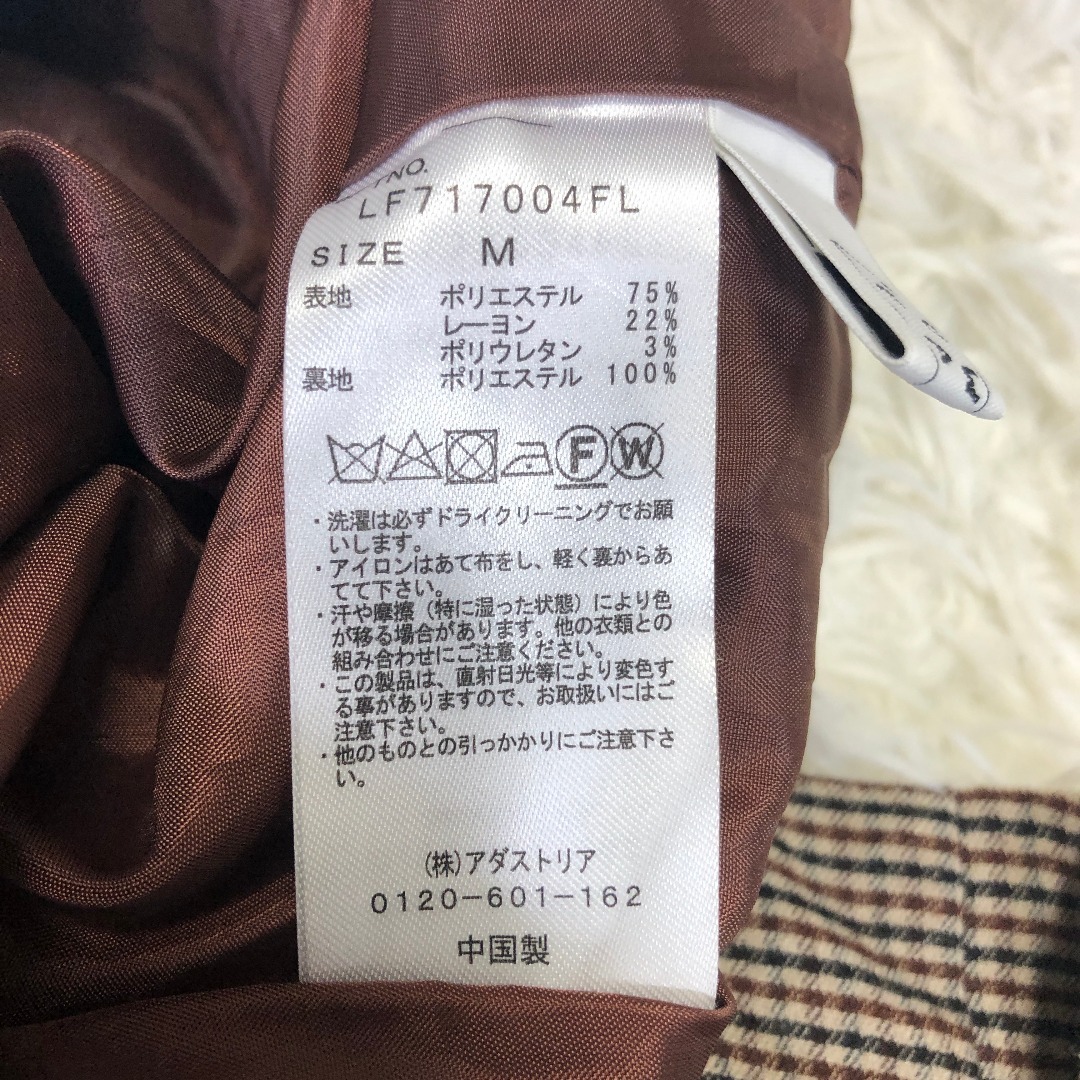 NO.
LF717004FL
SIZE M
表地 ポリエステル 75%
レーヨン 22%
ポリウレタン 3%
裏地 ポリエステル 100%
F W
・洗濯は必ずドライクリーニングでお願
いします。
・アイロンはあて布をし、軽く裏からあ
てて下さい。
・汗や摩擦（特に湿った状態）により色
が移る場合があります。他の衣類との
組み合わせにご注意ください。
・この製品は、直射日光等により変色す
る事がありますので、お取扱いにはご
注意下さい。
・他のものとの引っかかりにご注意下さ
い。
(株)アダストリア
0120-601-162
中国製